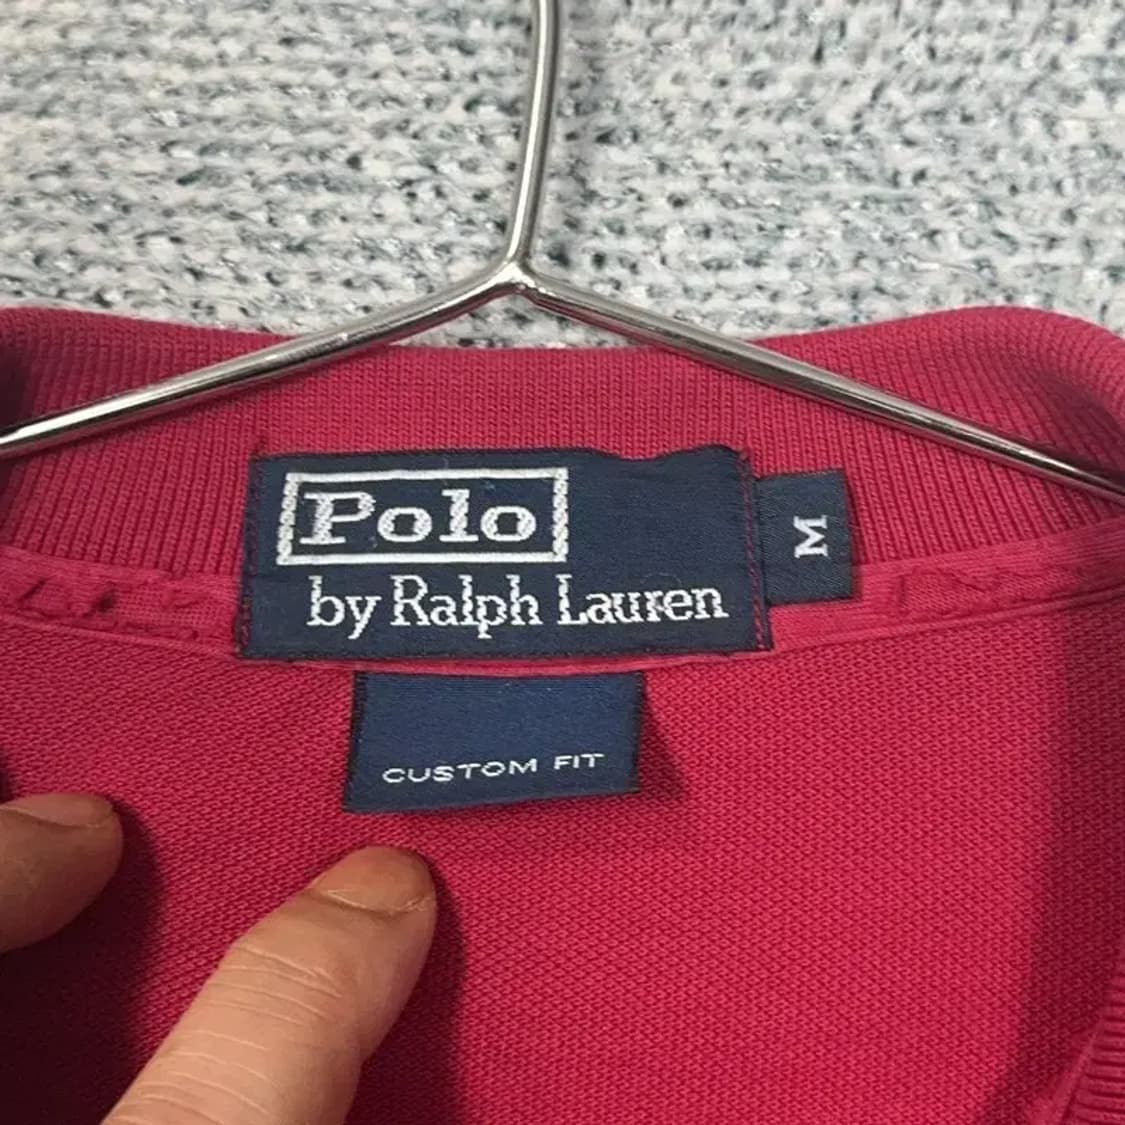 Polo
by Ralph Lauren
M
CUSTOM FIT